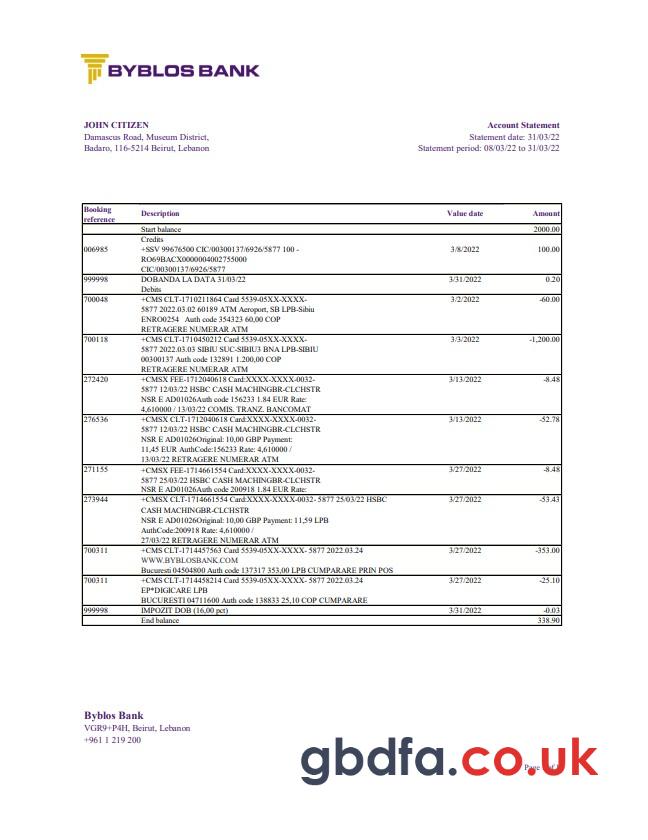 BYBLOS BANK
JOHN CITIZEN
Damascus Road, Museum District,
Badaro, 116-5214 Beirut, Lebanon
Account Statement
Statement date: 31/03/22
Statement period: 08/03/22 to 31/03/22
Booking reference Description Value date Amount
Start balance 2000.00
Credits
006985 +SSV 99676500 CIC/00300137/6926/5877 100 - 3/8/2022 100.00
RO69BACX0000004002755000
CIC/00300137/6926/5877
999998 DOBANDA LA DATA 31/03/22 3/31/2022 0.20
Debits
700048 +CMS CLT-1710211864 Card 5539-05XX-XXXX- 3/2/2022 -60.00
5877 2022.03.02 60189 ATM Aeroport, SB LPB-Sibiu
ENRO0254 Auth code 354323 60,00 COP
RETRAGERE NUMERAR ATM
700118 +CMS CLT-1710450212 Card 5539-05XX-XXXX- 3/3/2022 -1,200.00
5877 2022.03.03 SIBIU SUC-SIBIU3 BNA LPB-SIBIU
00300137 Auth code 132891 1.200,00 COP
RETRAGERE NUMERAR ATM
272420 +CMSX FEE-1712040618 Card:XXXX-XXXX-0032- 3/13/2022 -8.48
5877 12/03/22 HSBC CASH MACHINGBR-CLCHSTR
NSR E AD01026Auth code 156233 1.84 EUR Rate:
4,610000 / 13/03/22 COMIS. TRANZ. BANCOMAT
276536 +CMSX CLT-1712040618 Card:XXXX-XXXX-0032- 3/13/2022 -52.78
5877 12/03/22 HSBC CASH MACHINGBR-CLCHSTR
NSR E AD01026Original: 10,00 GBP Payment:
11,45 EUR AuthCode:156233 Rate: 4,610000 /
13/03/22 RETRAGERE NUMERAR ATM
271155 +CMSX FEE-1714661554 Card:XXXX-XXXX-0032- 3/27/2022 -8.48
5877 25/03/22 HSBC CASH MACHINGBR-CLCHSTR
NSR E AD01026Auth code 200918 1.84 EUR Rate:
273944 +CMSX CLT-1714661554 Card:XXXX-XXXX-0032- 5877 25/03/22 HSBC 3/27/2022 -53.43
CASH MACHINGBR-CLCHSTR
NSR E AD01026Original: 10,00 GBP Payment: 11,59 LPB
AuthCode:200918 Rate: 4,610000 /
27/03/22 RETRAGERE NUMERAR ATM
700311 +CMS CLT-1714457563 Card 5539-05XX-XXXX- 5877 2022.03.24 3/27/2022 -353.00
WWW.BYBLOSBANK.COM
Bucuresti 04504800 Auth code 137317 353,00 LPB CUMPARARE PRIN POS
700311 +CMS CLT-1714458214 Card 5539-05XX-XXXX- 5877 2022.03.24 3/27/2022 -25.10
EP*DIGICARE LPB
BUCURESTI 04711600 Auth code 138833 25,10 COP CUMPARARE
999998 IMPOZIT DOB (16,00 pct) 3/31/2022 -0.03
End balance 338.90
Byblos Bank
VGR9+P4H, Beirut, Lebanon
+961 1 219 200
gbdfa.co.uk